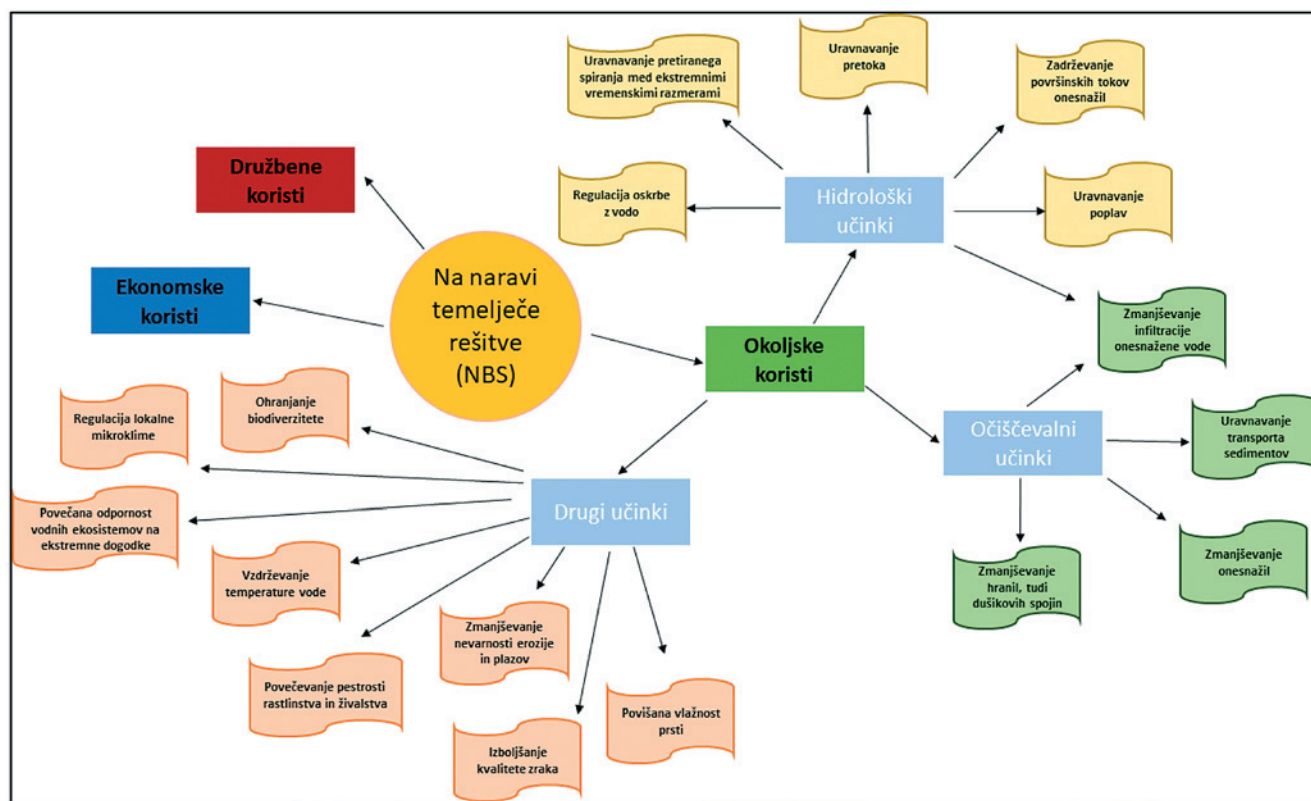 Uravnavanje pretiranega
spiranja med ekstremnimi
vremenskimi razmerami
Uravnavanje
pretoka
Zadrževanje
površinskih tokov
onesnažil
Družbene
koristi
Regulacija oskrbe
z vodo
Hidrološki
učinki
Uravnavanje
poplav
Ekonomske
koristi
Na naravi
temelječe
rešitve
(NBS)
Okoljske
koristi
Zmanjševanje
infiltracije
onesnažene vode
Ohranjanje
biodiverzitete
Regulacija lokalne
mikroklime
Očiščevalni
učinki
Uravnavanje
transporta
sedimentov
Povečana odpornost
vodnih ekosistemov na
ekstremne dogodke
Drugi učinki
Vzdrževanje
temperature vode
Zmanjševanje
hranil, tudi
dušikovih spojin
Zmanjševanje
onesnažil
Zmanjševanje
nevarnosti erozije
in plazov
Povečevanje pestrosti
rastlinstva in živalstva
Povišana vlažnost
prsti
Izboljšanje
kvalitete zraka